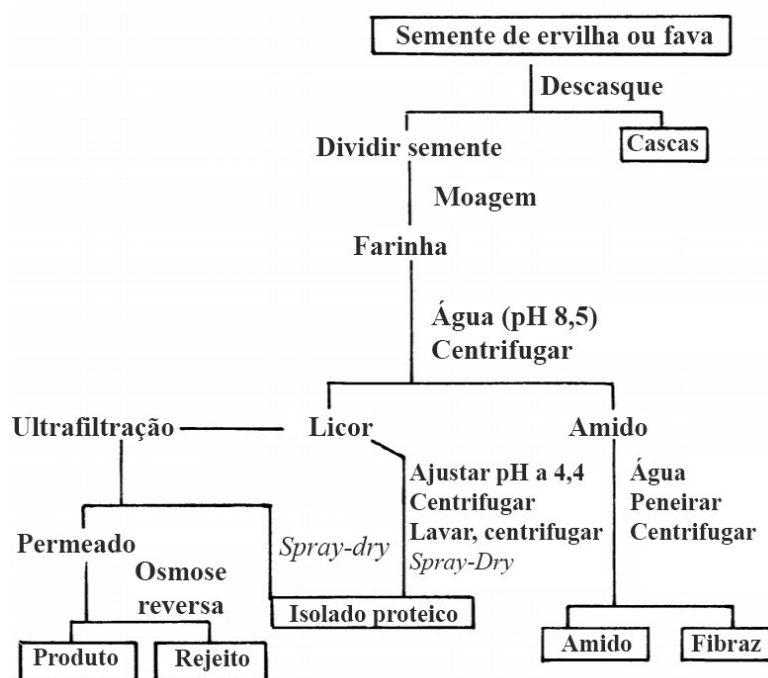 Semente de ervilha ou fava
Descasque
Dividir semente
Cascas
Moagem
Farinha
Água (pH 8,5)
Centrifugar
Ultrafiltração
Licor
Amido
Ajustar pH a 4,4
Centrifugar
Lavar, centrifugar
Spray-Dry
Água
Peneirar
Centrifugar
Permeado
Spray-dry
Osmose
reversa
Isolado proteico
Produto
Rejeito
Amido
Fibraz